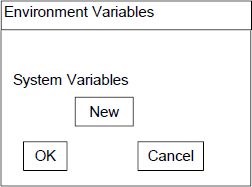 Environment Variables
System Variables
New
OK
Cancel